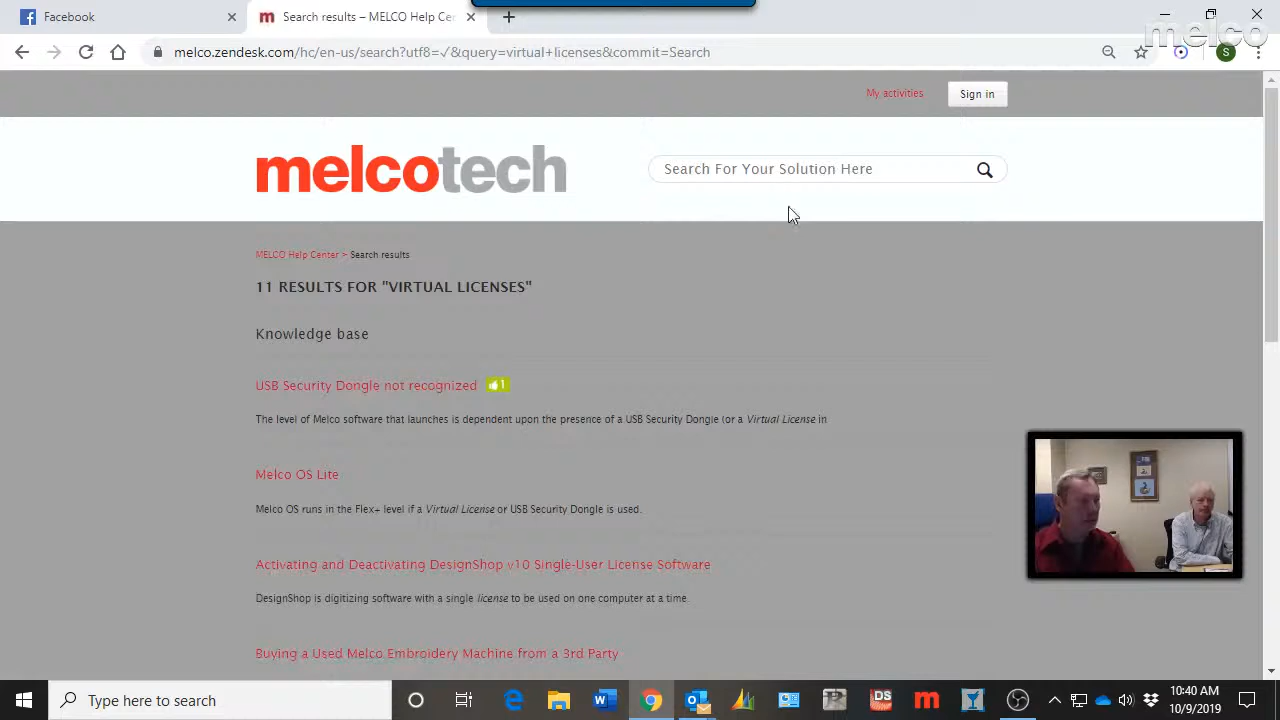 Facebook
Search results – MELCO Help Cen
melco
melco.zendesk.com/hc/en-us/search?utf8=✓&query=virtual+licenses&commit=Search
S
My activities
Sign in
melcotech
Search For Your Solution Here
MELCO Help Center > Search results
11 RESULTS FOR "VIRTUAL LICENSES"
Knowledge base
USB Security Dongle not recognized 1
The level of Melco software that launches is dependent upon the presence of a USB Security Dongle (or a Virtual License in
Melco OS Lite
Melco OS runs in the Flex+ level if a Virtual License or USB Security Dongle is used.
Activating and Deactivating DesignShop v10 Single-User License Software
DesignShop is digitizing software with a single license to be used on one computer at a time.
Buying a Used Melco Embroidery Machine from a 3rd Party
Type here to search
DS
10:40 AM
10/9/2019